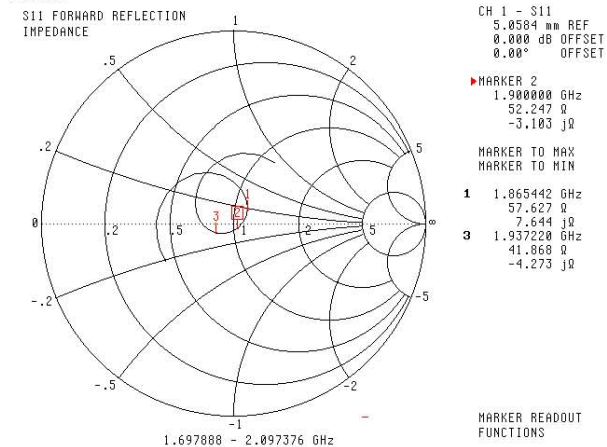 S11 FORWARD REFLECTION
IMPEDANCE
CH 1 - S11
5.0584 mm REF
0.000 dB OFFSET
0.00° OFFSET
MARKER 2
1.900000 GHz
52.247 Ω
-3.103 jΩ
MARKER TO MAX
MARKER TO MIN
1 1.865442 GHz
57.627 Ω
7.644 jΩ
3 1.937220 GHz
41.868 Ω
-4.273 jΩ
MARKER READOUT
FUNCTIONS
1
.5
2
.2
5
0
.2
.5
1
2
5
∞
1
2
3
-.2
-5
-.5
-2
-1
1.697888 - 2.097376 GHz